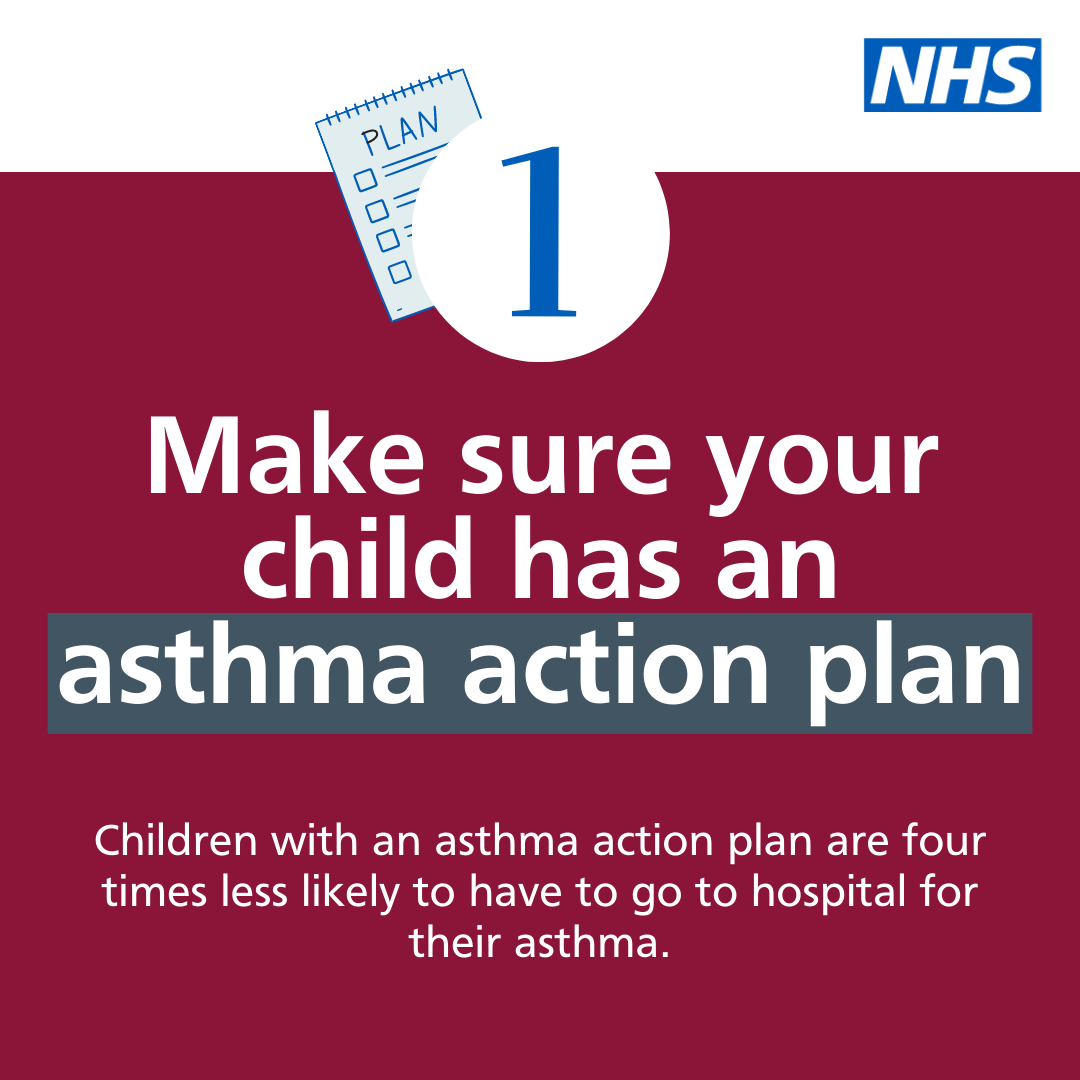 NHS
PLAN
1
Make sure your
child has an
asthma action plan
Children with an asthma action plan are four
times less likely to have to go to hospital for
their asthma.